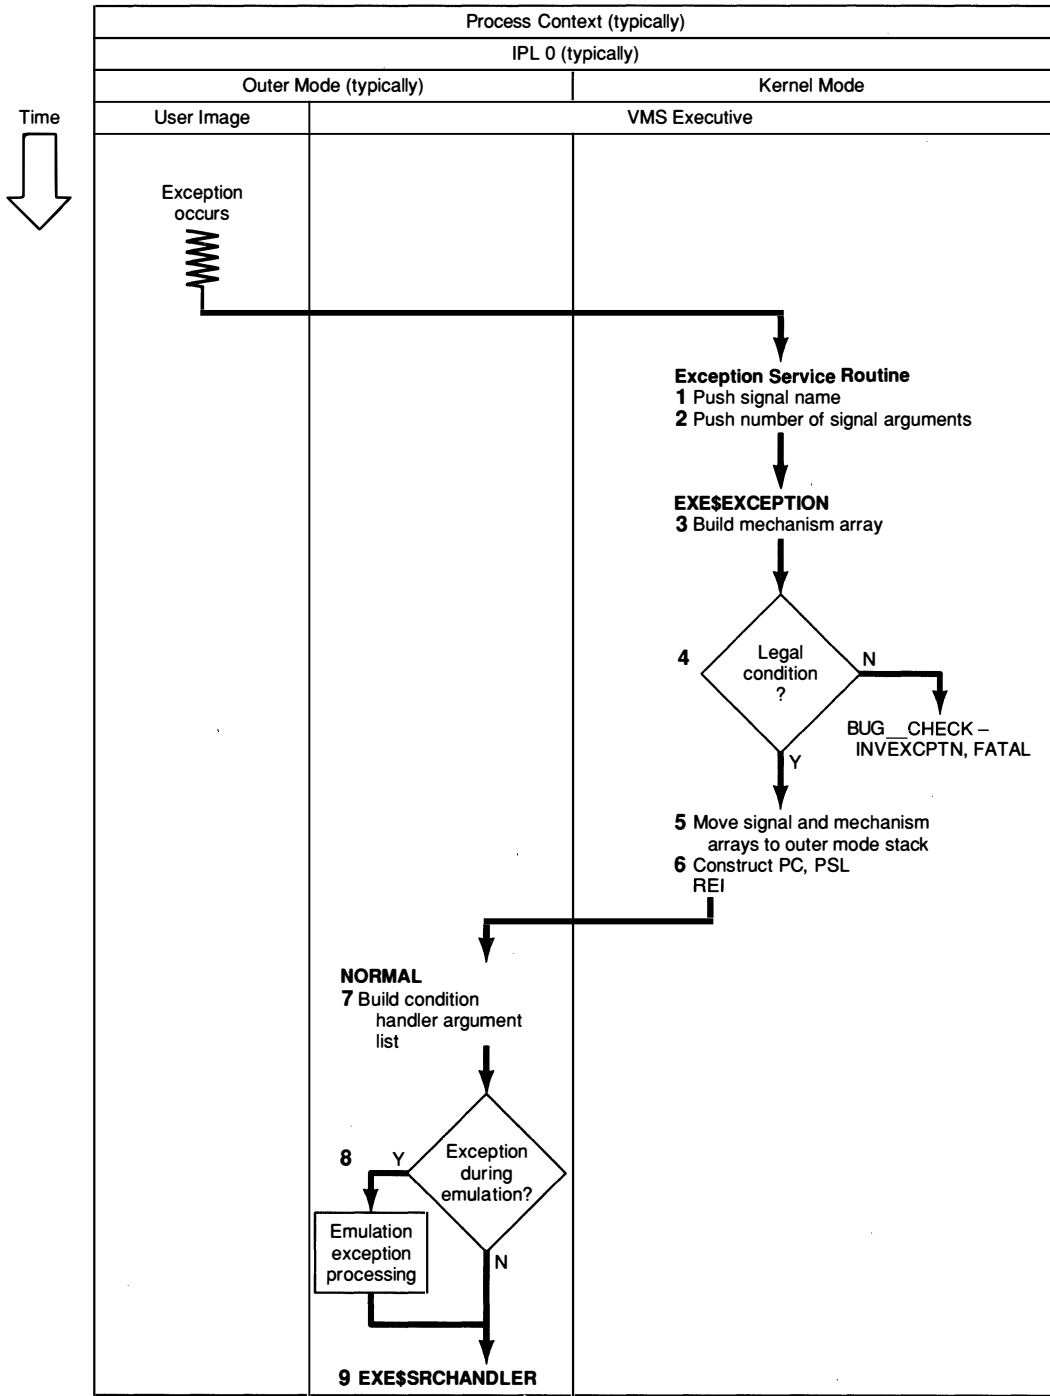 Process Context (typically)
IPL 0 (typically)
Outer Mode (typically)
Kernel Mode
Time
User Image
VMS Executive
Exception
occurs
Exception Service Routine
1 Push signal name
2 Push number of signal arguments
EXE$EXCEPTION
3 Build mechanism array
4
Legal
condition
?
N
BUG__CHECK –
INVEXCPTN, FATAL
Y
5 Move signal and mechanism
arrays to outer mode stack
6 Construct PC, PSL
REI
NORMAL
7 Build condition
handler argument
list
8
Y
Exception
during
emulation?
Emulation
exception
processing
N
9 EXE$SRCHANDLER